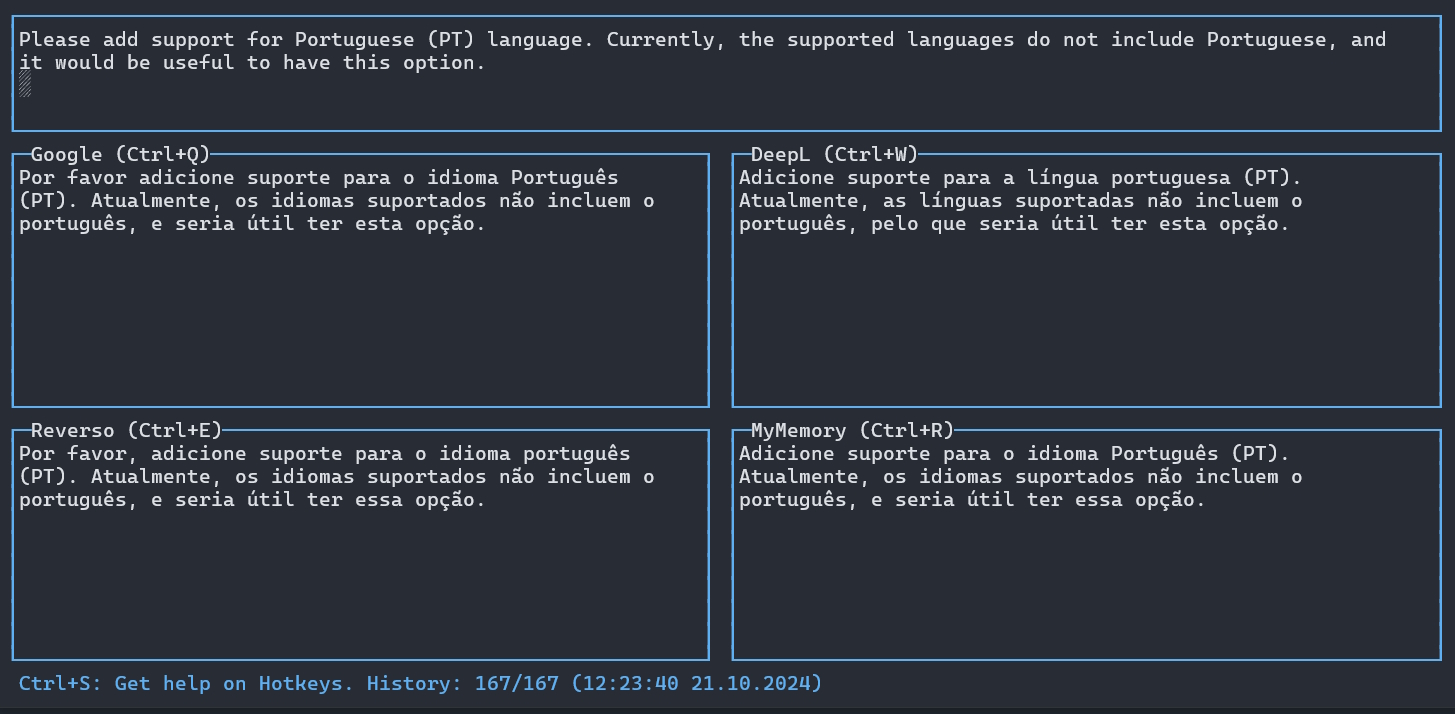 Please add support for Portuguese (PT) language. Currently, the supported languages do not include Portuguese, and
it would be useful to have this option.
Google (Ctrl+Q)
Por favor adicione suporte para o idioma Português
(PT). Atualmente, os idiomas suportados não incluem o
português, e seria útil ter esta opção.
DeepL (Ctrl+W)
Adicione suporte para a língua portuguesa (PT).
Atualmente, as línguas suportadas não incluem o
português, pelo que seria útil ter esta opção.
Reverso (Ctrl+E)
Por favor, adicione suporte para o idioma português
(PT). Atualmente, os idiomas suportados não incluem o
português, e seria útil ter essa opção.
MyMemory (Ctrl+R)
Adicione suporte para o idioma Português (PT).
Atualmente, os idiomas suportados não incluem o
português, e seria útil ter essa opção.
Ctrl+S: Get help on Hotkeys. History: 167/167 (12:23:40 21.10.2024)